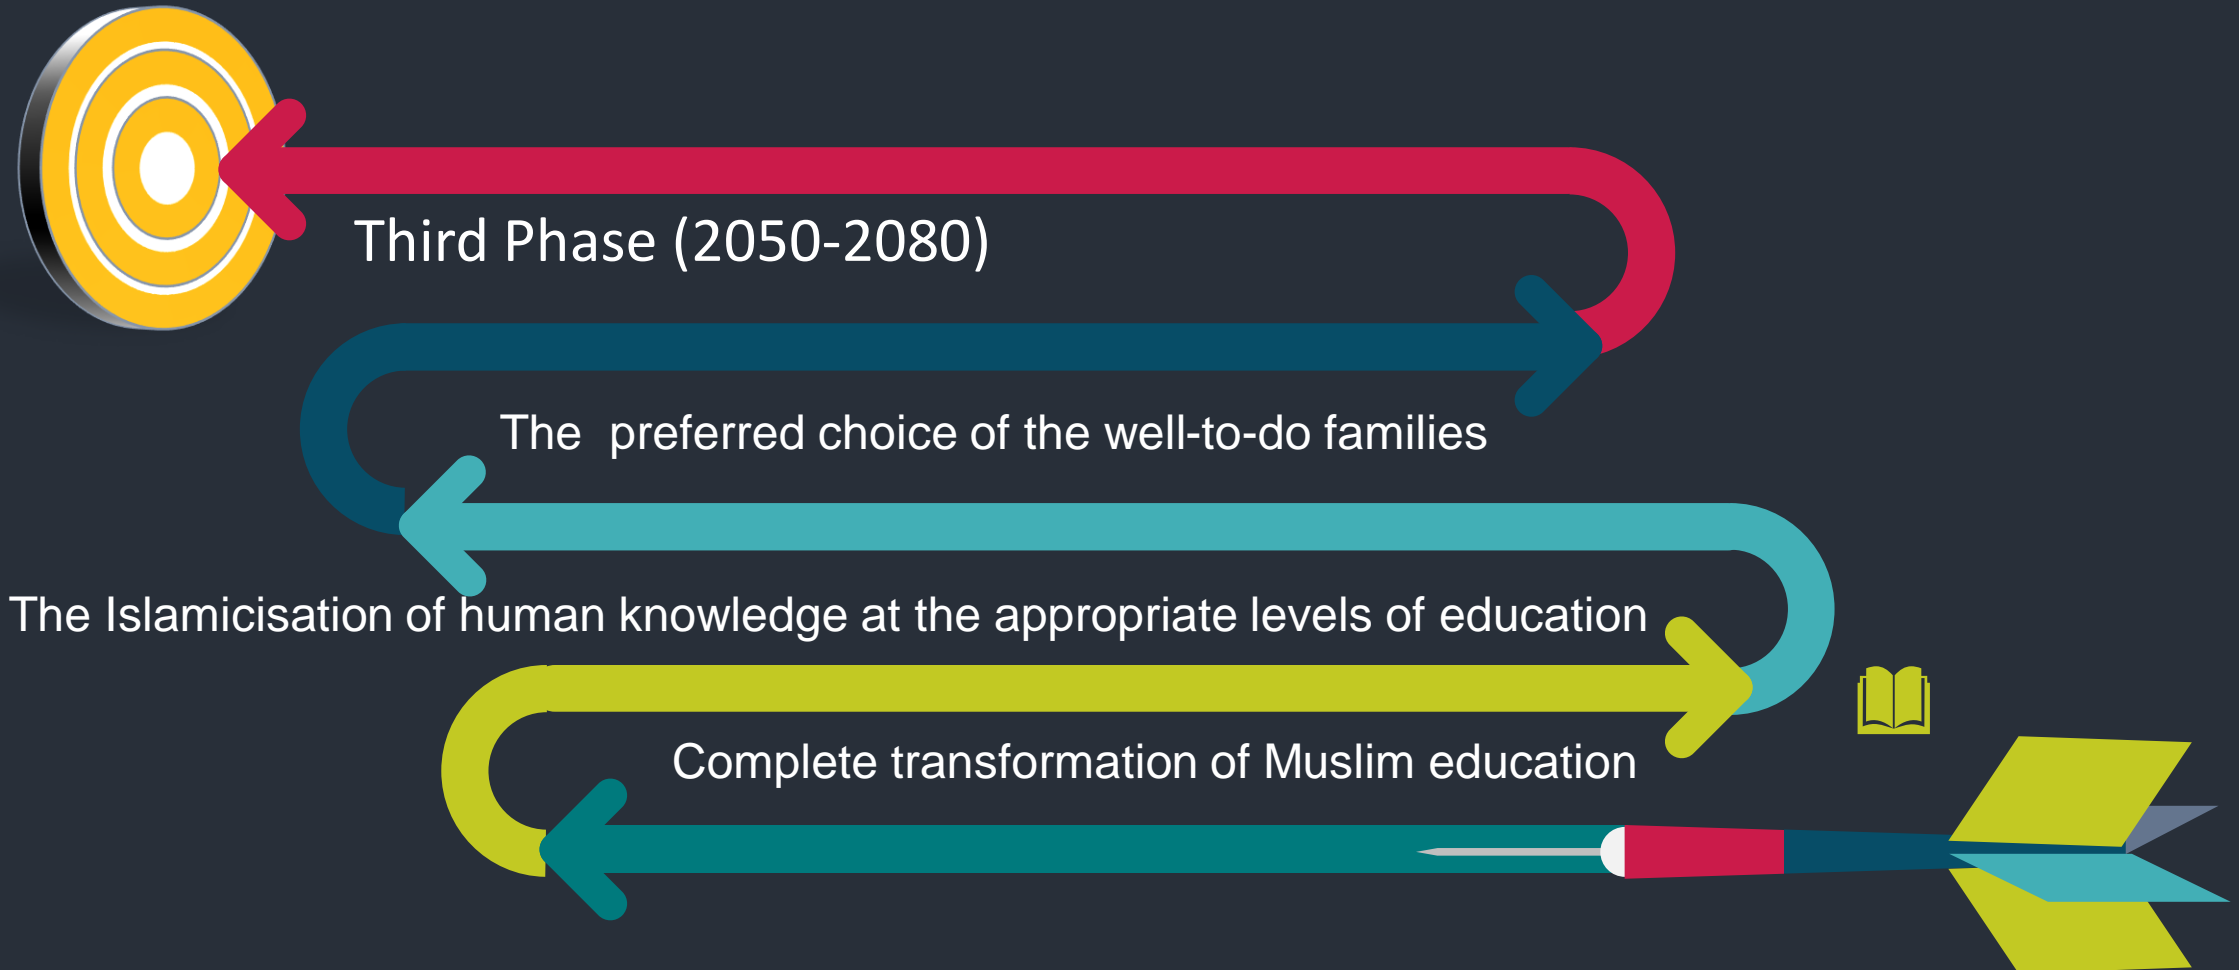 Third Phase (2050-2080)
The  preferred choice of the well-to-do families
The Islamicisation of human knowledge at the appropriate levels of education
Complete transformation of Muslim education